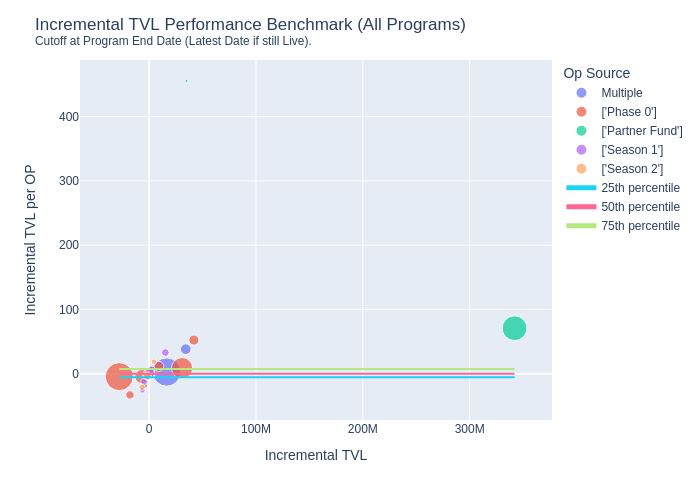 Incremental TVL Performance Benchmark (All Programs)
Cutoff at Program End Date (Latest Date if still Live).
Op Source
Multiple
['Phase 0']
['Partner Fund']
['Season 1']
['Season 2']
25th percentile
50th percentile
75th percentile
Incremental TVL per OP
400
300
200
100
0
0
100M
200M
300M
Incremental TVL